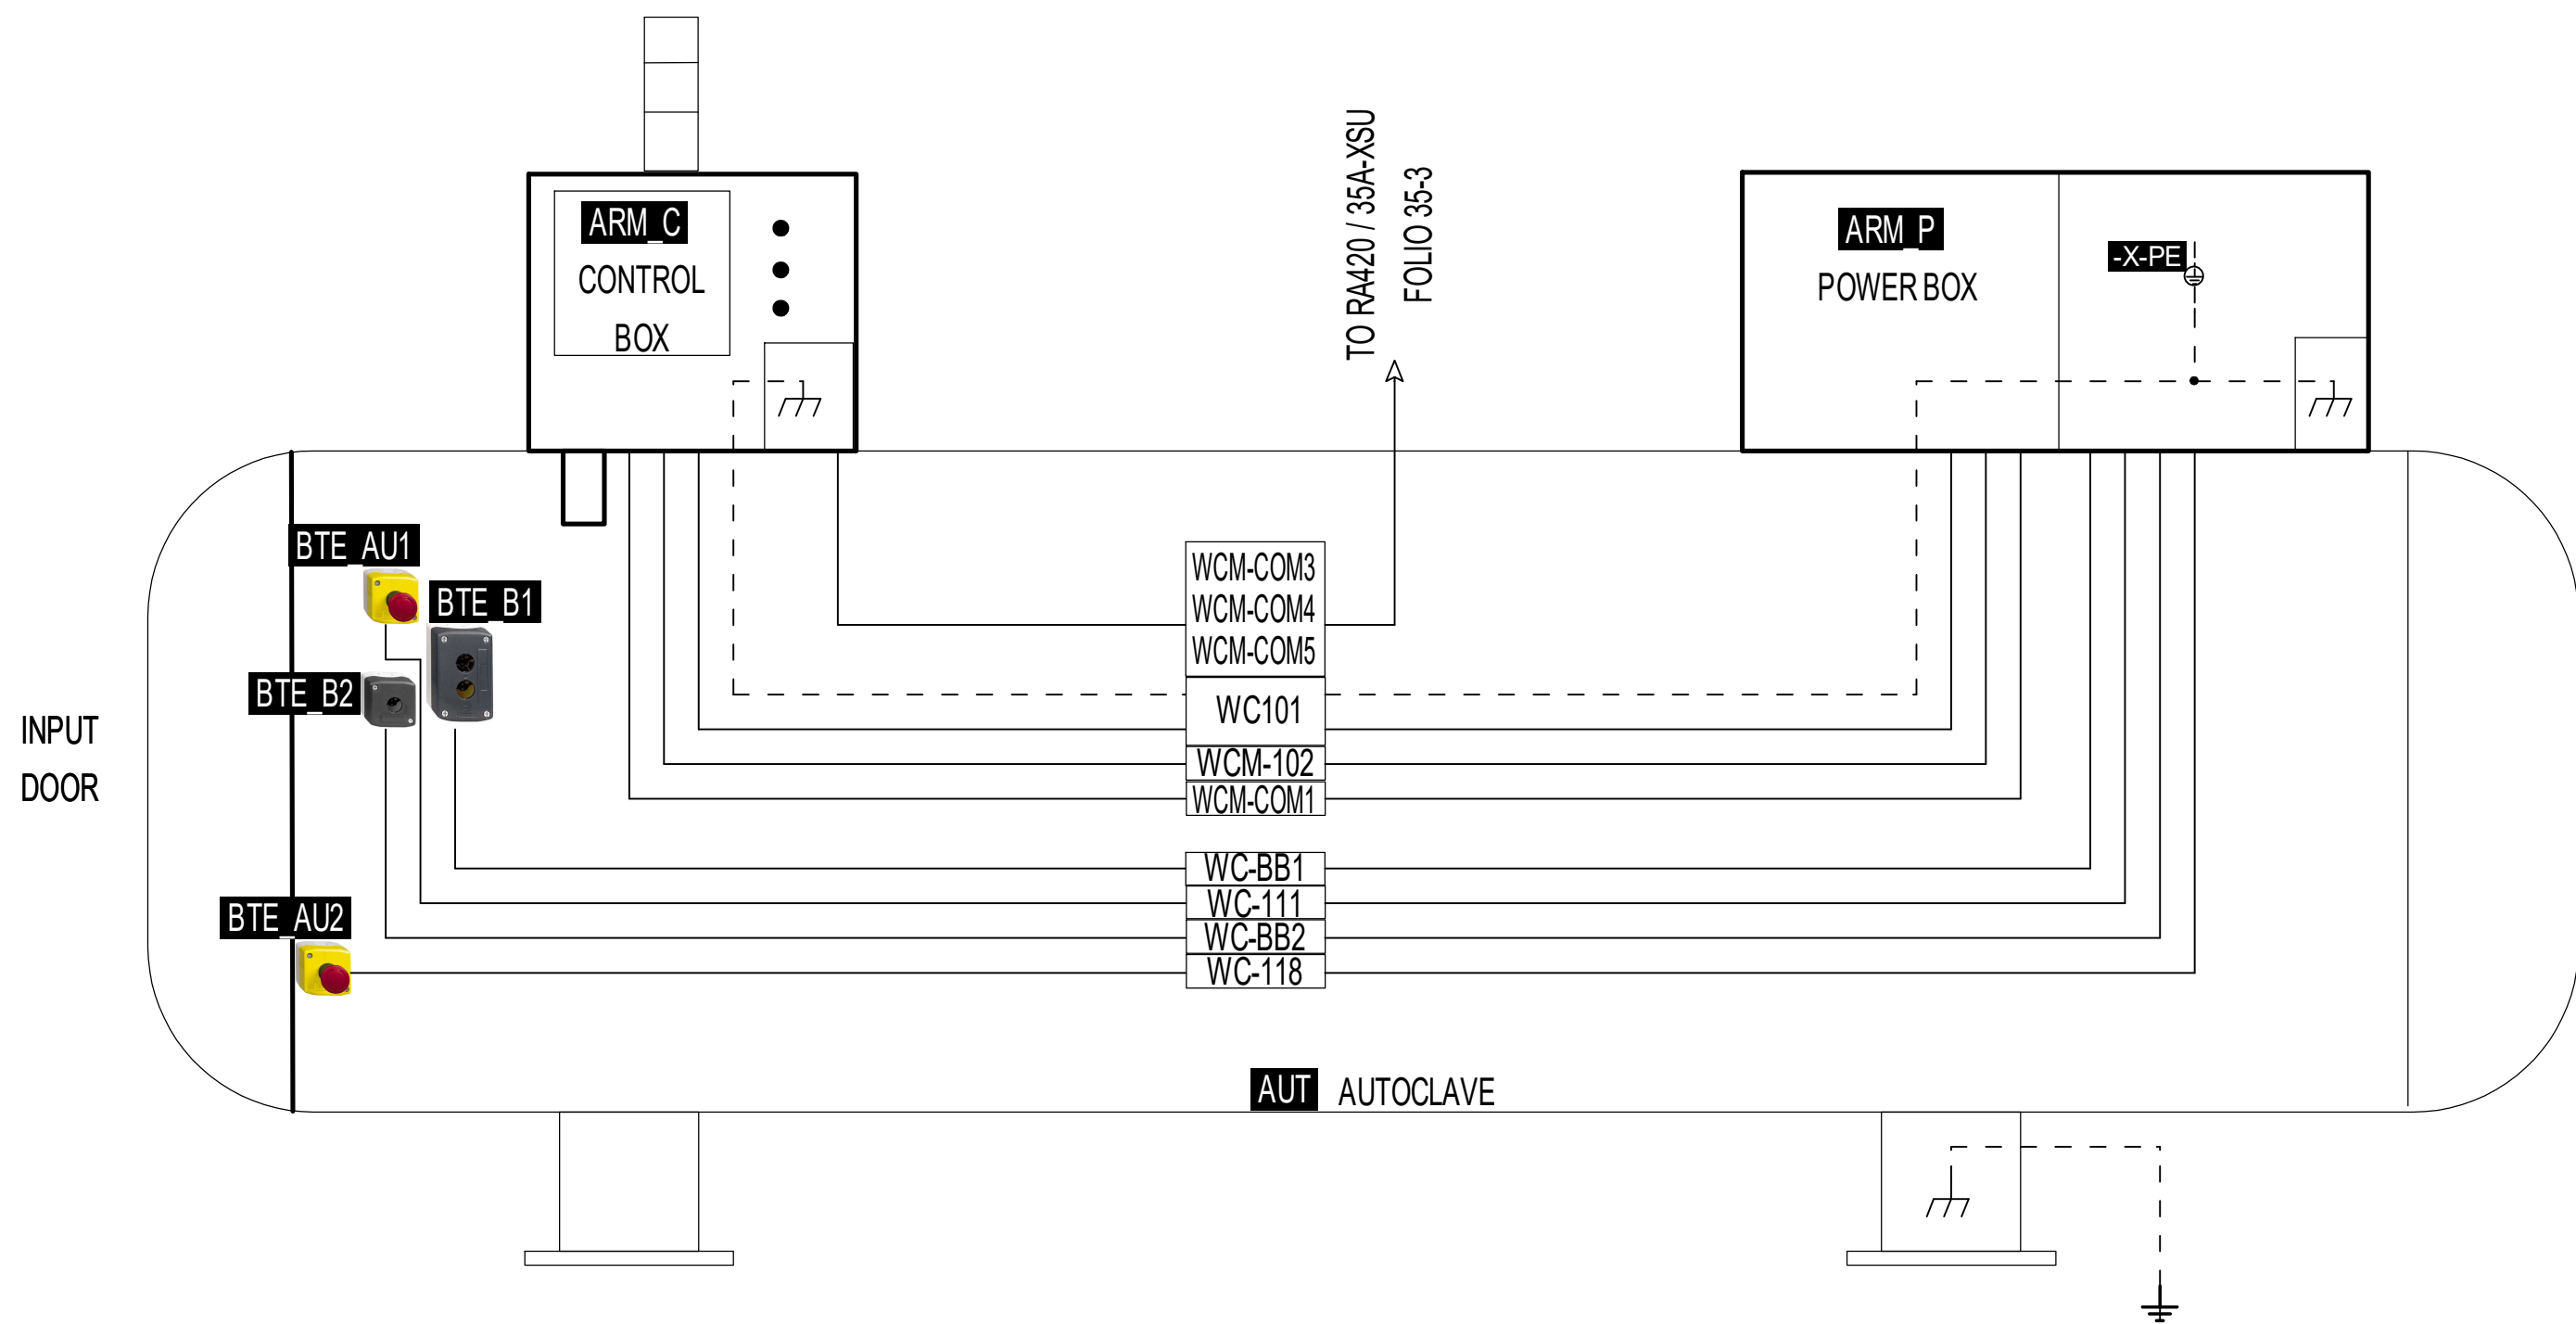 TO RA420 / 35A-XSU
FOLIO 35-3
ARM_C
CONTROL
BOX
ARM_P
POWER BOX
-X-PE
BTE_AU1
BTE_B1
BTE_B2
INPUT
DOOR
BTE_AU2
WCM-COM3
WCM-COM4
WCM-COM5
WC101
WCM-102
WCM-COM1
WC-BB1
WC-111
WC-BB2
WC-118
AUT AUTOCLAVE